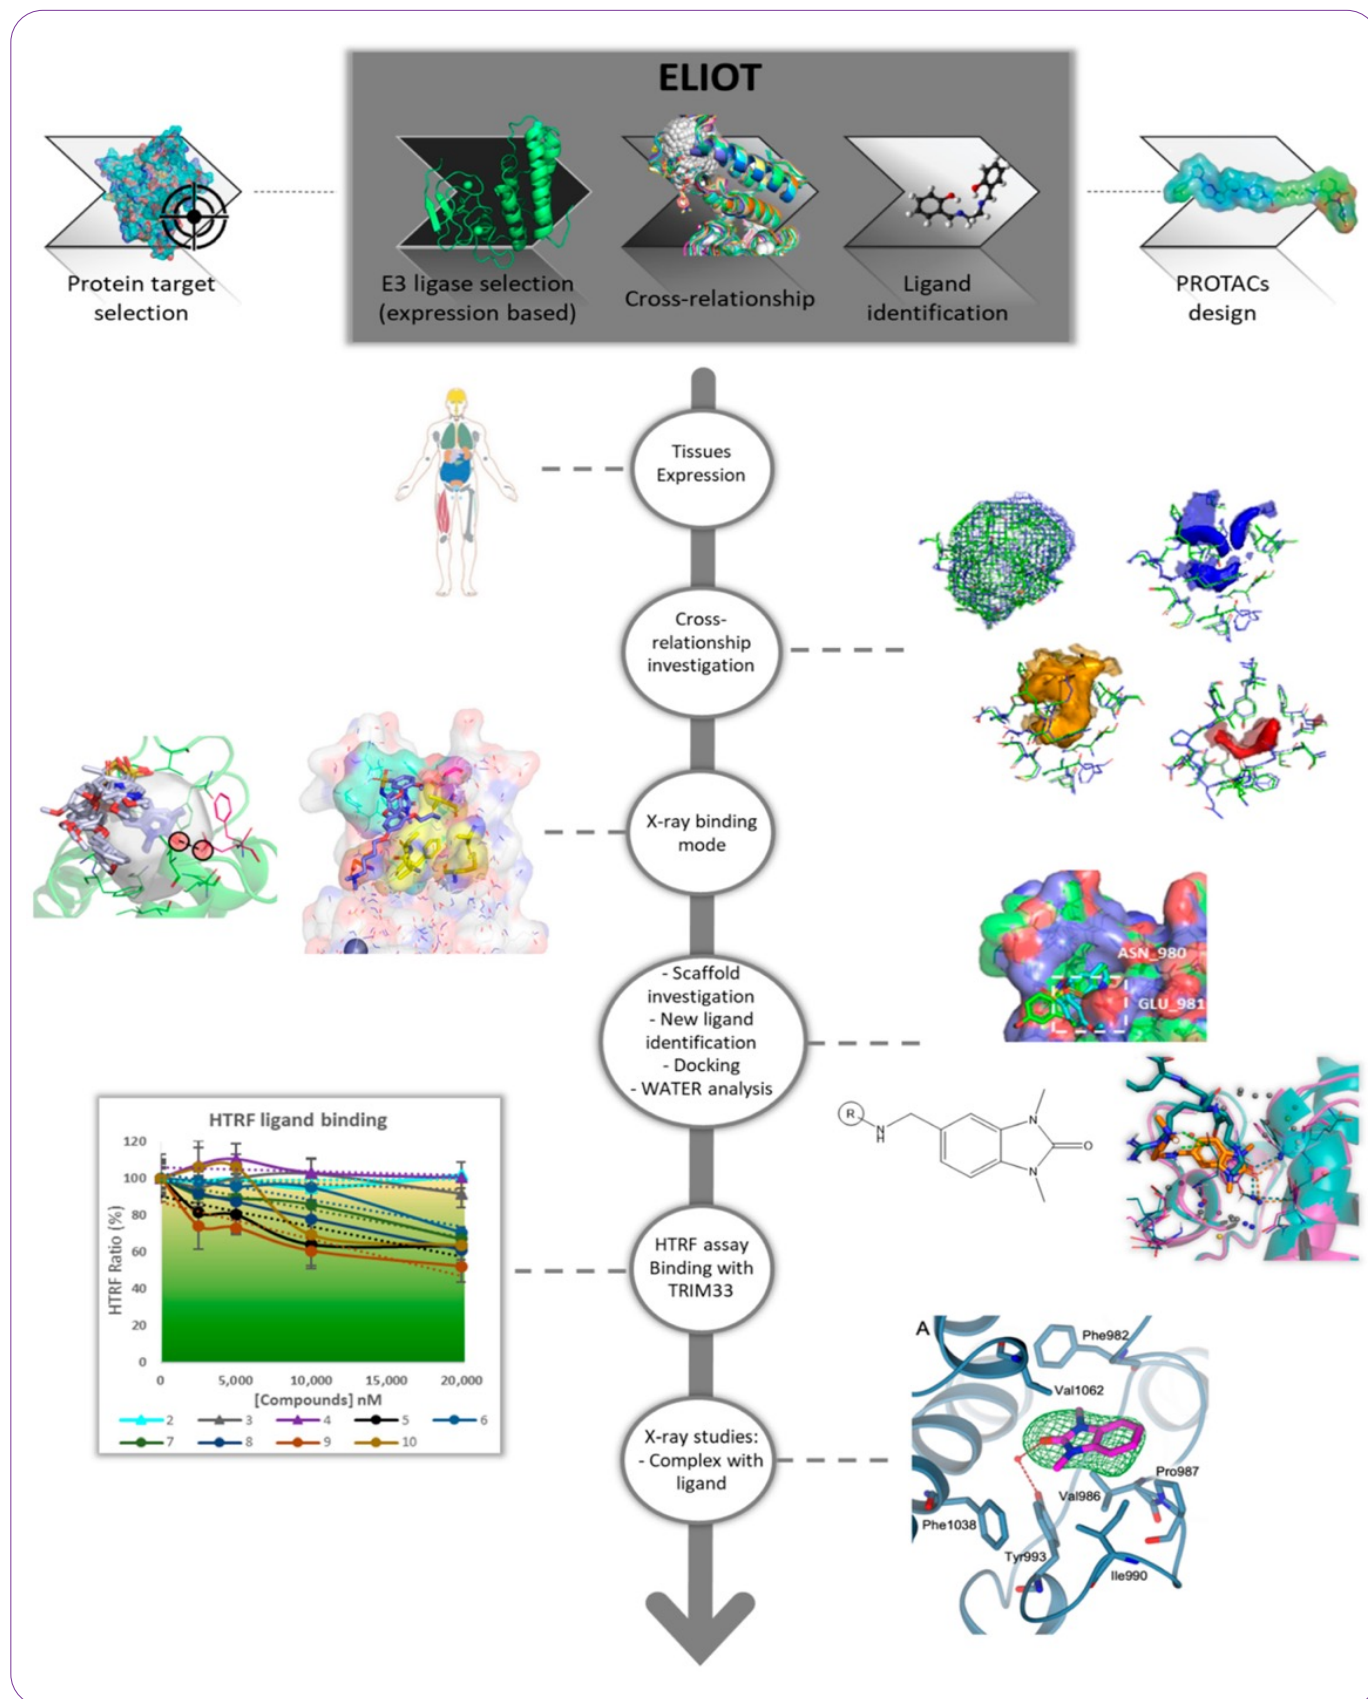 ELIOT
Protein target
selection
E3 ligase selection
(expression based)
Cross-relationship
Ligand
identification
PROTACs
design
Tissues
Expression
Cross-
relationship
investigation
X-ray binding
mode
- Scaffold
investigation
- New ligand
identification
- Docking
- WATER analysis
ASN_980
GLU_981
R
N
H
N
N
O
HTRF ligand binding
HTRF Ratio (%)
120
100
80
60
40
20
0
0 5,000 10,000 15,000 20,000
[Compounds] nM
2 3 4 5 6
7 8 9 10
HTRF assay
Binding with
TRIM33
X-ray studies:
- Complex with
ligand
A
Phe982
Val1062
Pro987
Val986
Phe1038
Tyr993
Ile990